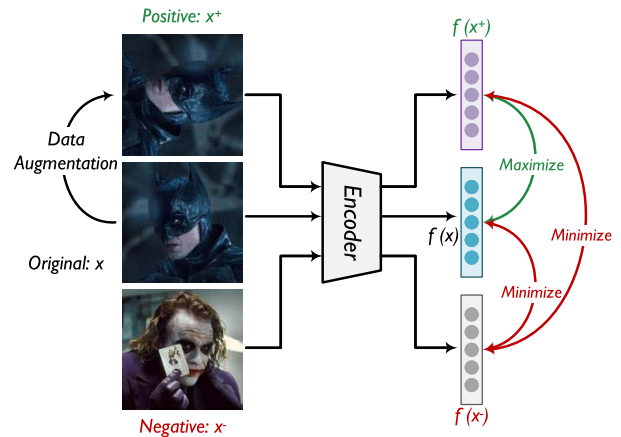 Positive: x+
f (x+)
Data
Augmentation
Maximize
Encoder
f (x)
Minimize
Original: x
Minimize
f (x-)
Negative: x-